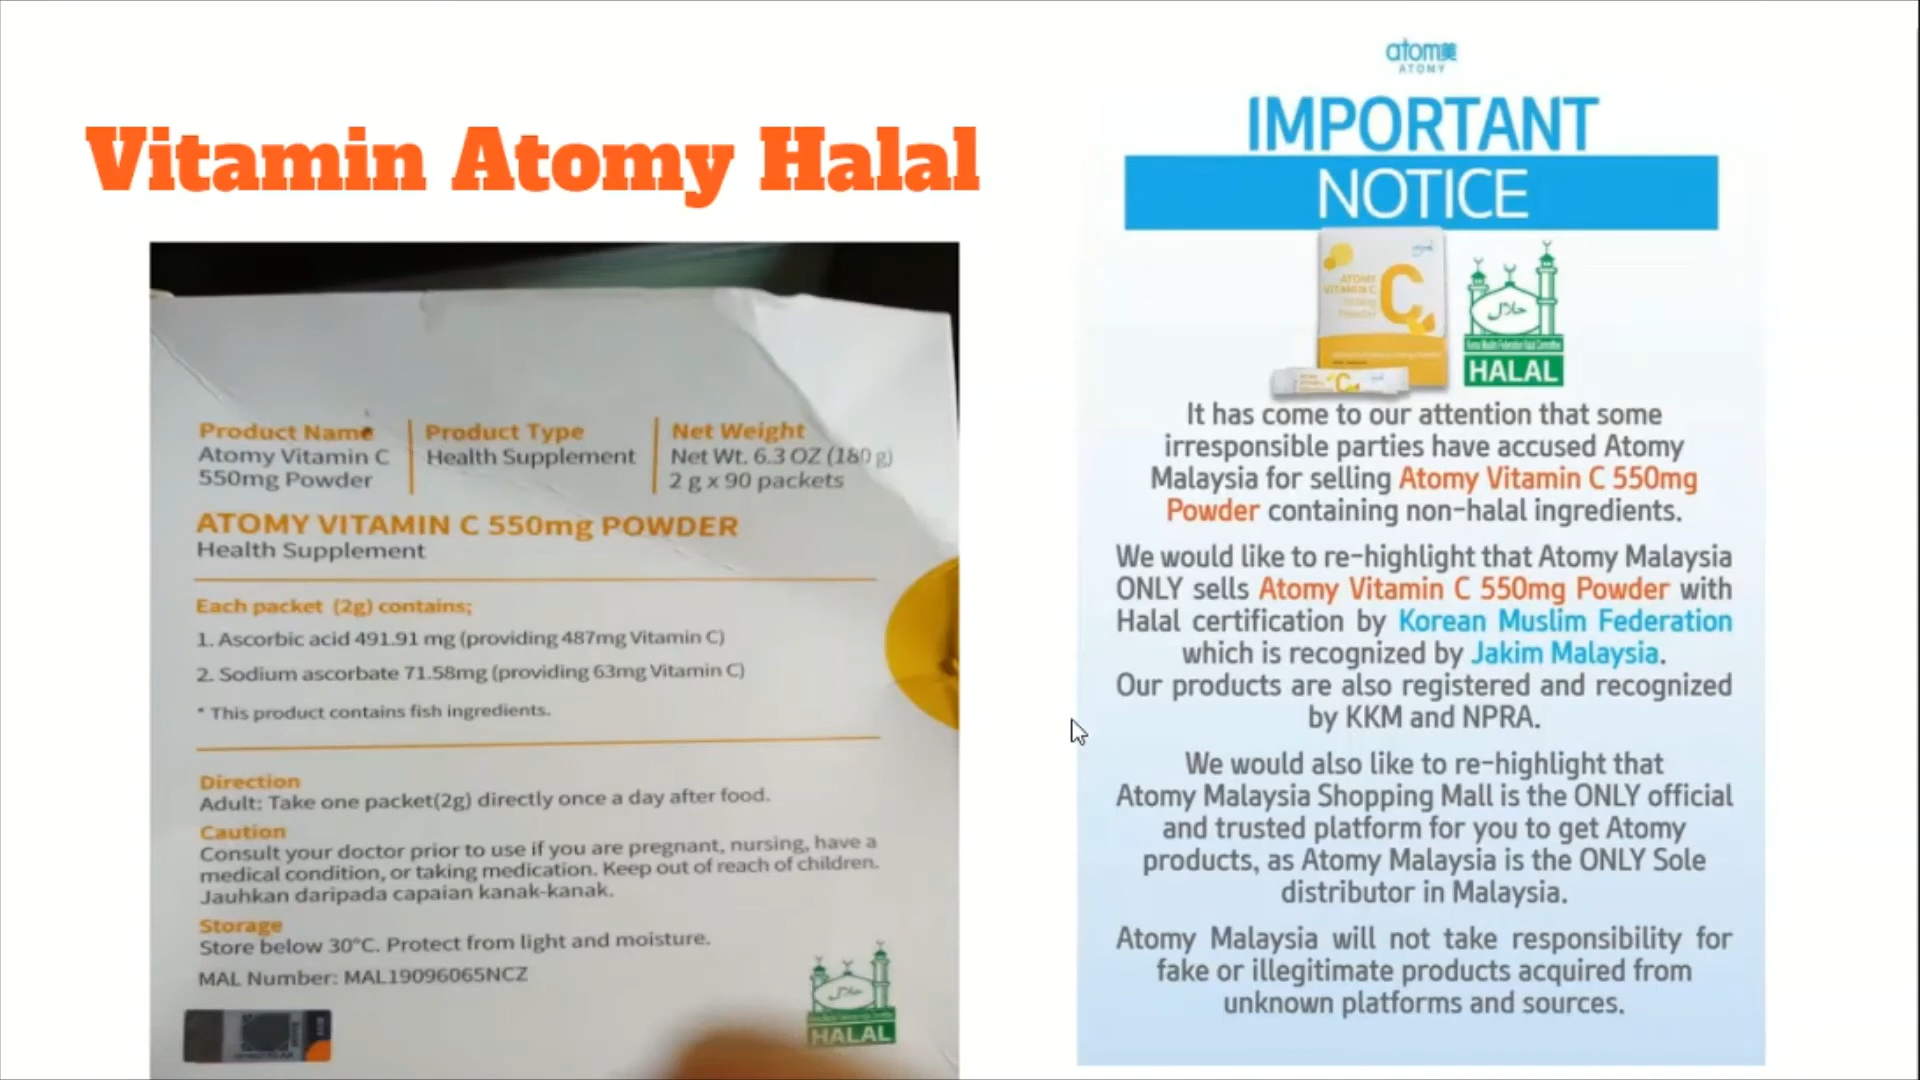 Vitamin Atomy Halal
Product Name
Atomy Vitamin C
550mg Powder
Product Type
Health Supplement
Net Weight
Net Wt. 6.3 OZ (180 g)
2 g x 90 packets
ATOMY VITAMIN C 550mg POWDER
Health Supplement
Each packet (2g) contains;
1. Ascorbic acid 491.91 mg (providing 487mg Vitamin C)
2. Sodium ascorbate 71.58mg (providing 63mg Vitamin C)
* This product contains fish ingredients.
Direction
Adult: Take one packet(2g) directly once a day after food.
Caution
Consult your doctor prior to use if you are pregnant, nursing, have a
medical condition, or taking medication. Keep out of reach of children.
Jauhkan daripada capaian kanak-kanak.
Storage
Store below 30°C. Protect from light and moisture.
MAL Number: MAL19096065NCZ
حلال
HALAL
atom美
ATOMY
IMPORTANT
NOTICE
ATOMY
VITAMIN C
C
حلال
Korea Muslim Federation Halal Committee
HALAL
It has come to our attention that some
irresponsible parties have accused Atomy
Malaysia for selling Atomy Vitamin C 550mg
Powder containing non-halal ingredients.
We would like to re-highlight that Atomy Malaysia
ONLY sells Atomy Vitamin C 550mg Powder with
Halal certification by Korean Muslim Federation
which is recognized by Jakim Malaysia.
Our products are also registered and recognized
by KKM and NPRA.
We would also like to re-highlight that
Atomy Malaysia Shopping Mall is the ONLY official
and trusted platform for you to get Atomy
products, as Atomy Malaysia is the ONLY Sole
distributor in Malaysia.
Atomy Malaysia will not take responsibility for
fake or illegitimate products acquired from
unknown platforms and sources.